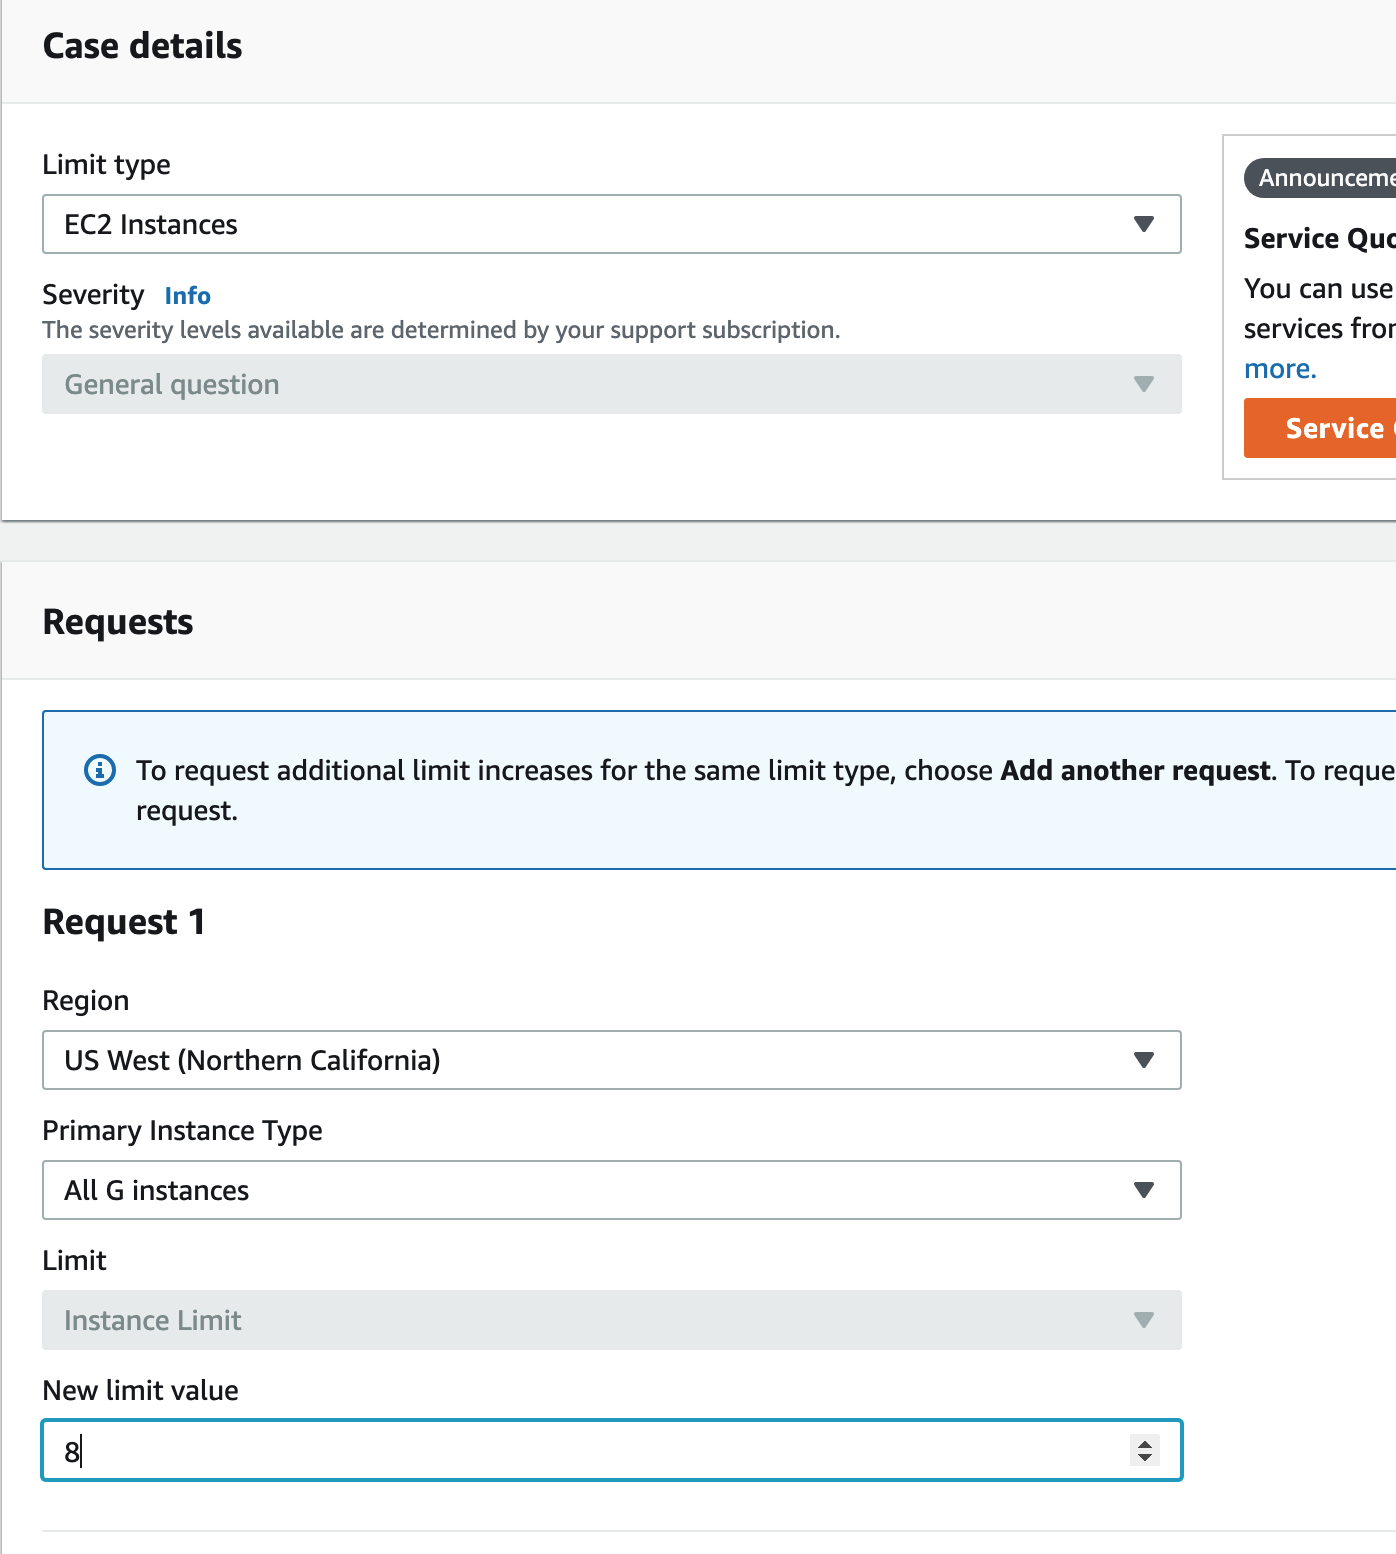 Case details
Limit type
EC2 Instances
Severity Info
The severity levels available are determined by your support subscription.
General question
Announceme
Service Quo
You can use
services fror
more.
Service
Requests
To request additional limit increases for the same limit type, choose Add another request. To reque
request.
Request 1
Region
US West (Northern California)
Primary Instance Type
All G instances
Limit
Instance Limit
New limit value
8